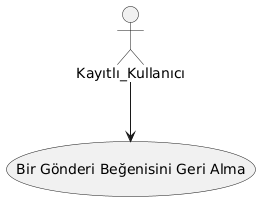 Kayıtlı_Kullanıcı
Bir Gönderi Beğenisini Geri Alma